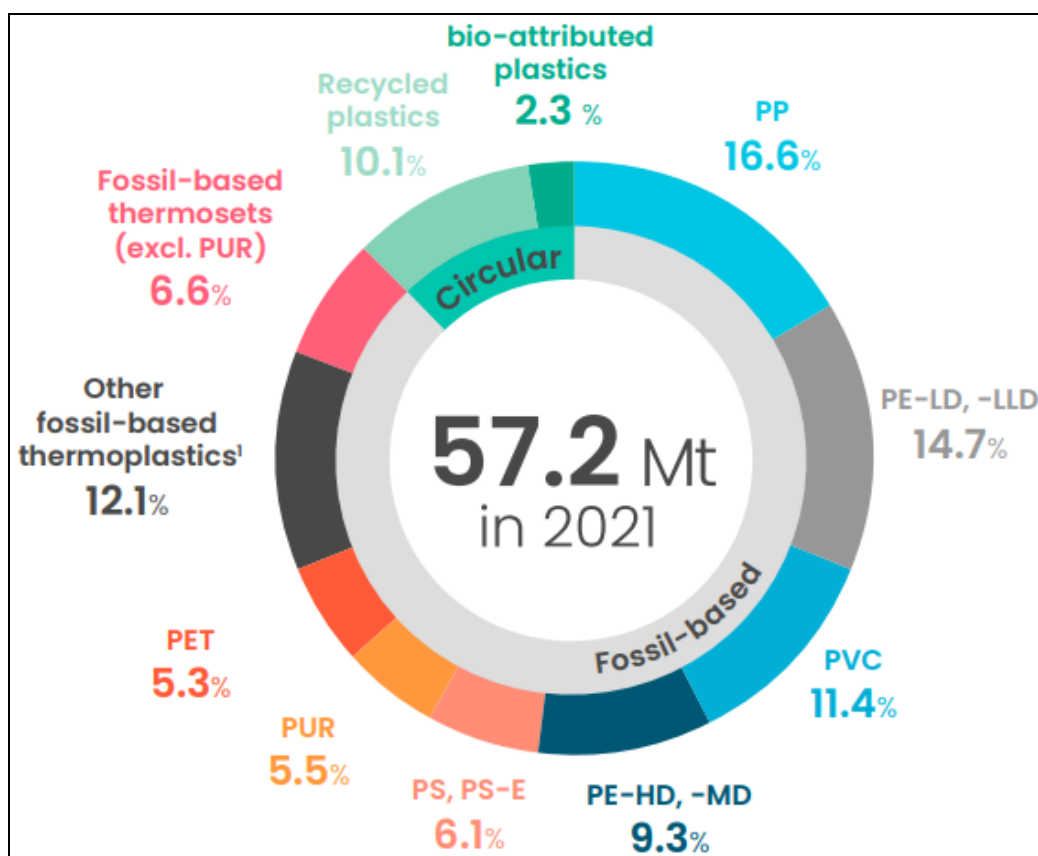 bio-attributed
plastics
2.3 %
Recycled
plastics
10.1%
PP
16.6%
Fossil-based
thermosets
(excl. PUR)
6.6%
Circular
Other
fossil-based
thermoplastics¹
12.1%
57.2 Mt
in 2021
PE-LD, -LLD
14.7%
Fossil-based
PET
5.3%
PVC
11.4%
PUR
5.5%
PS, PS-E
6.1%
PE-HD, -MD
9.3%